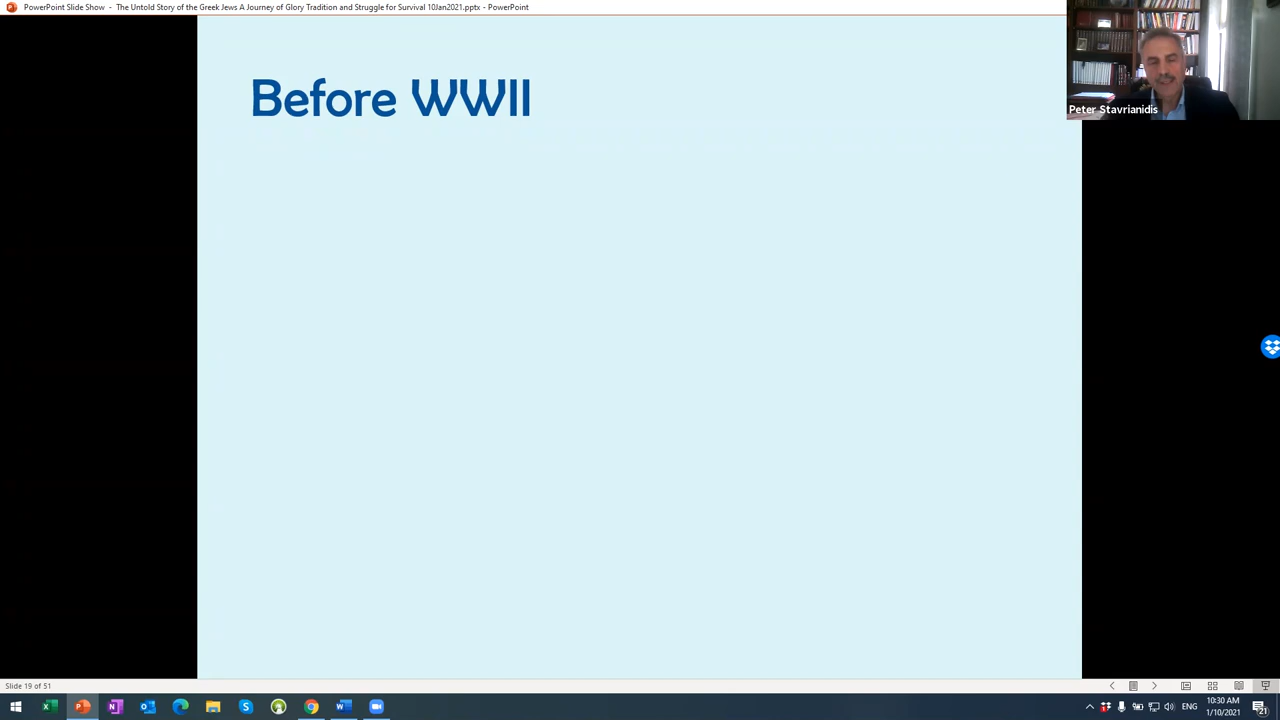 PowerPoint Slide Show - The Untold Story of the Greek Jews A Journey of Glory Tradition and Struggle for Survival 10Jan2021.pptx - PowerPoint
Before WWII
Peter Stavrianidis
Slide 19 of 51
ENG
10:30 AM
1/10/2021
21